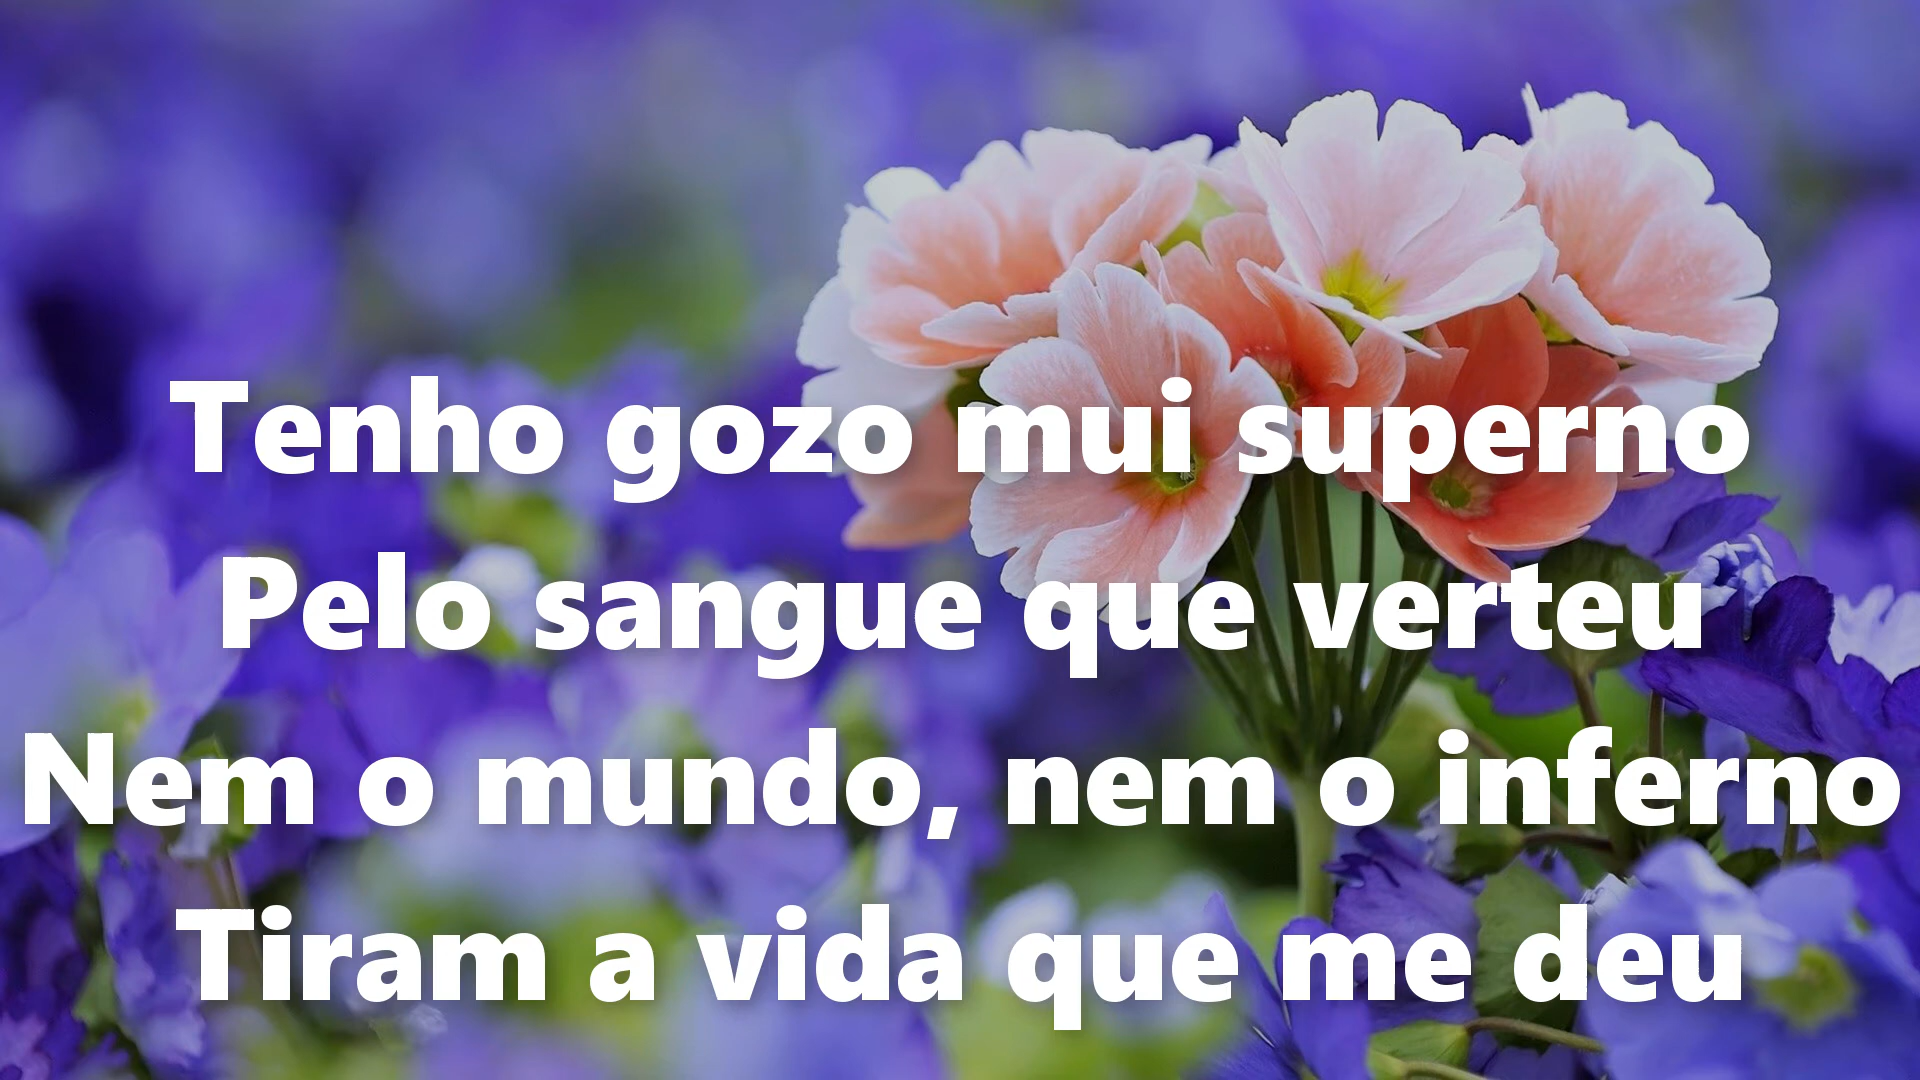 Tenho gozo mui superno
Pelo sangue que verteu
Nem o mundo, nem o inferno
Tiram a vida que me deu